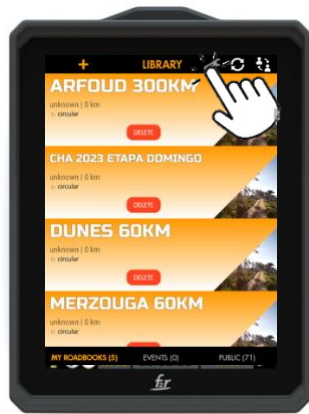 + LIBRARY
ARFOUD 300KM
unknown | 0 km
circular
DELETE
CHA 2023 ETAPA DOMINGO
unknown | 0 km
circular
DELETE
DUNES 60KM
unknown | 0 km
circular
DELETE
MERZOUGA 60KM
unknown | 0 km
circular
MY ROADBOOKS (5) EVENTS (0) PUBLIC (71)
f2r